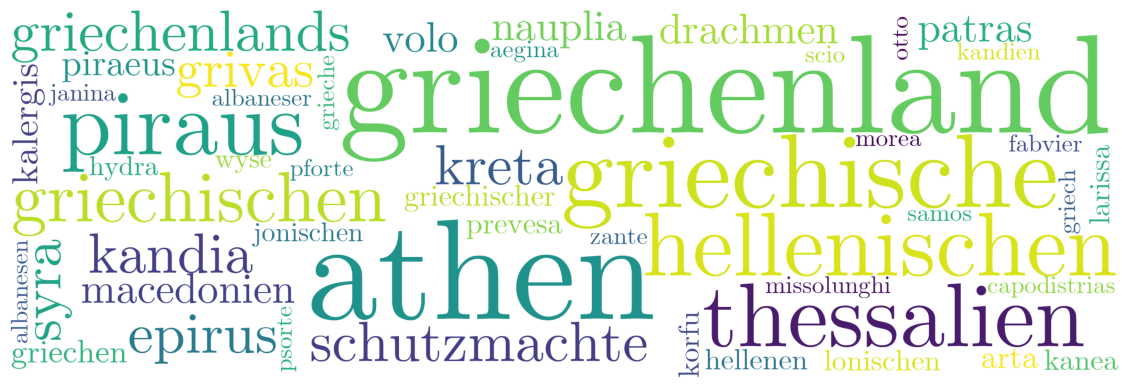 griechenlands
volo
nauplia
drachmen
otto
patras
piraeus
grivas
aegina
scio
kandien
kalergis
janina
albaneser
grieche
griechenland
piraus
hydra
wyse
pforte
kreta
morea
fabvier
griechische
larissa
griechischen
griechischer
griech
prevesa
samos
jonischen
zante
hellenischen
albanesen
syra
kandia
athen
macedonien
missolunghi
capodistrias
thessalien
epirus
psorte
schutzmachte
korfu
griechen
hellenen
lonischen
arta
kanea